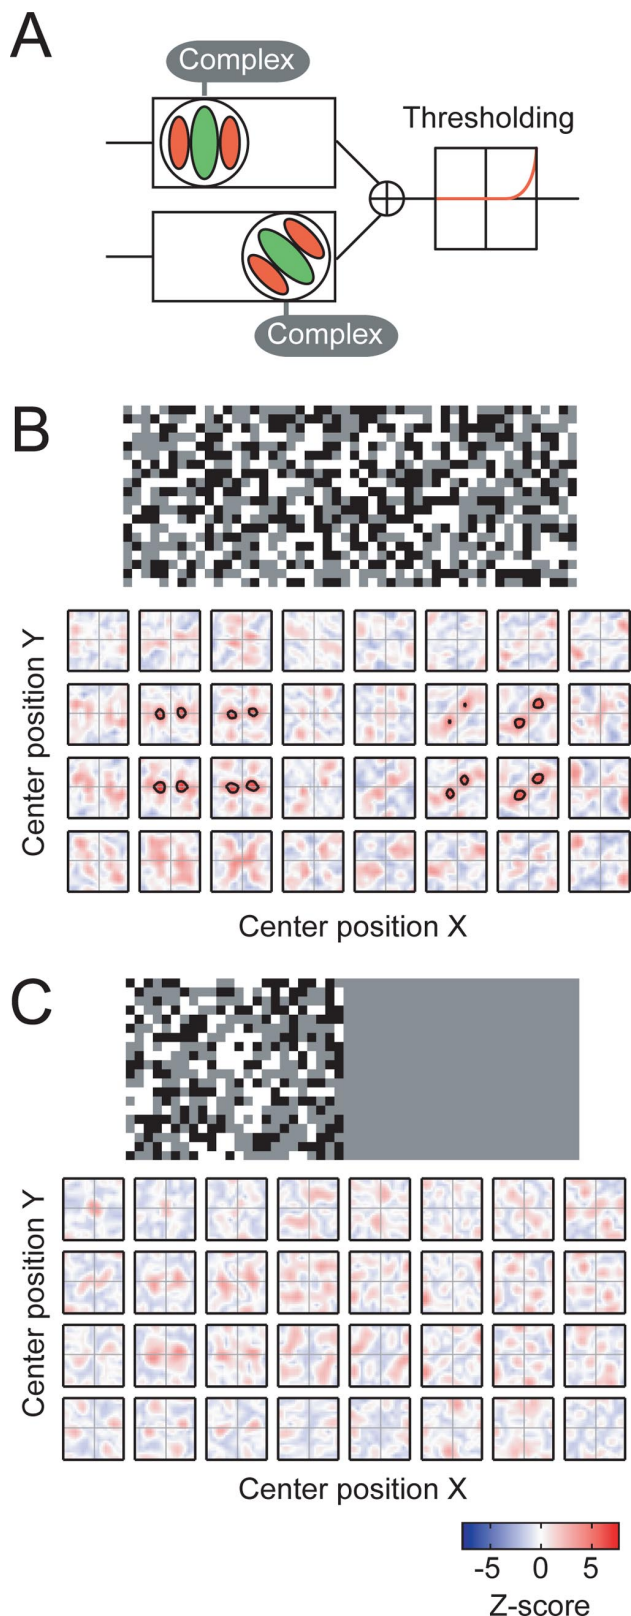 A
Complex
Thresholding
Complex
B
Center position Y
Center position X
C
Center position Y
Center position X
-5 0 5
Z-score